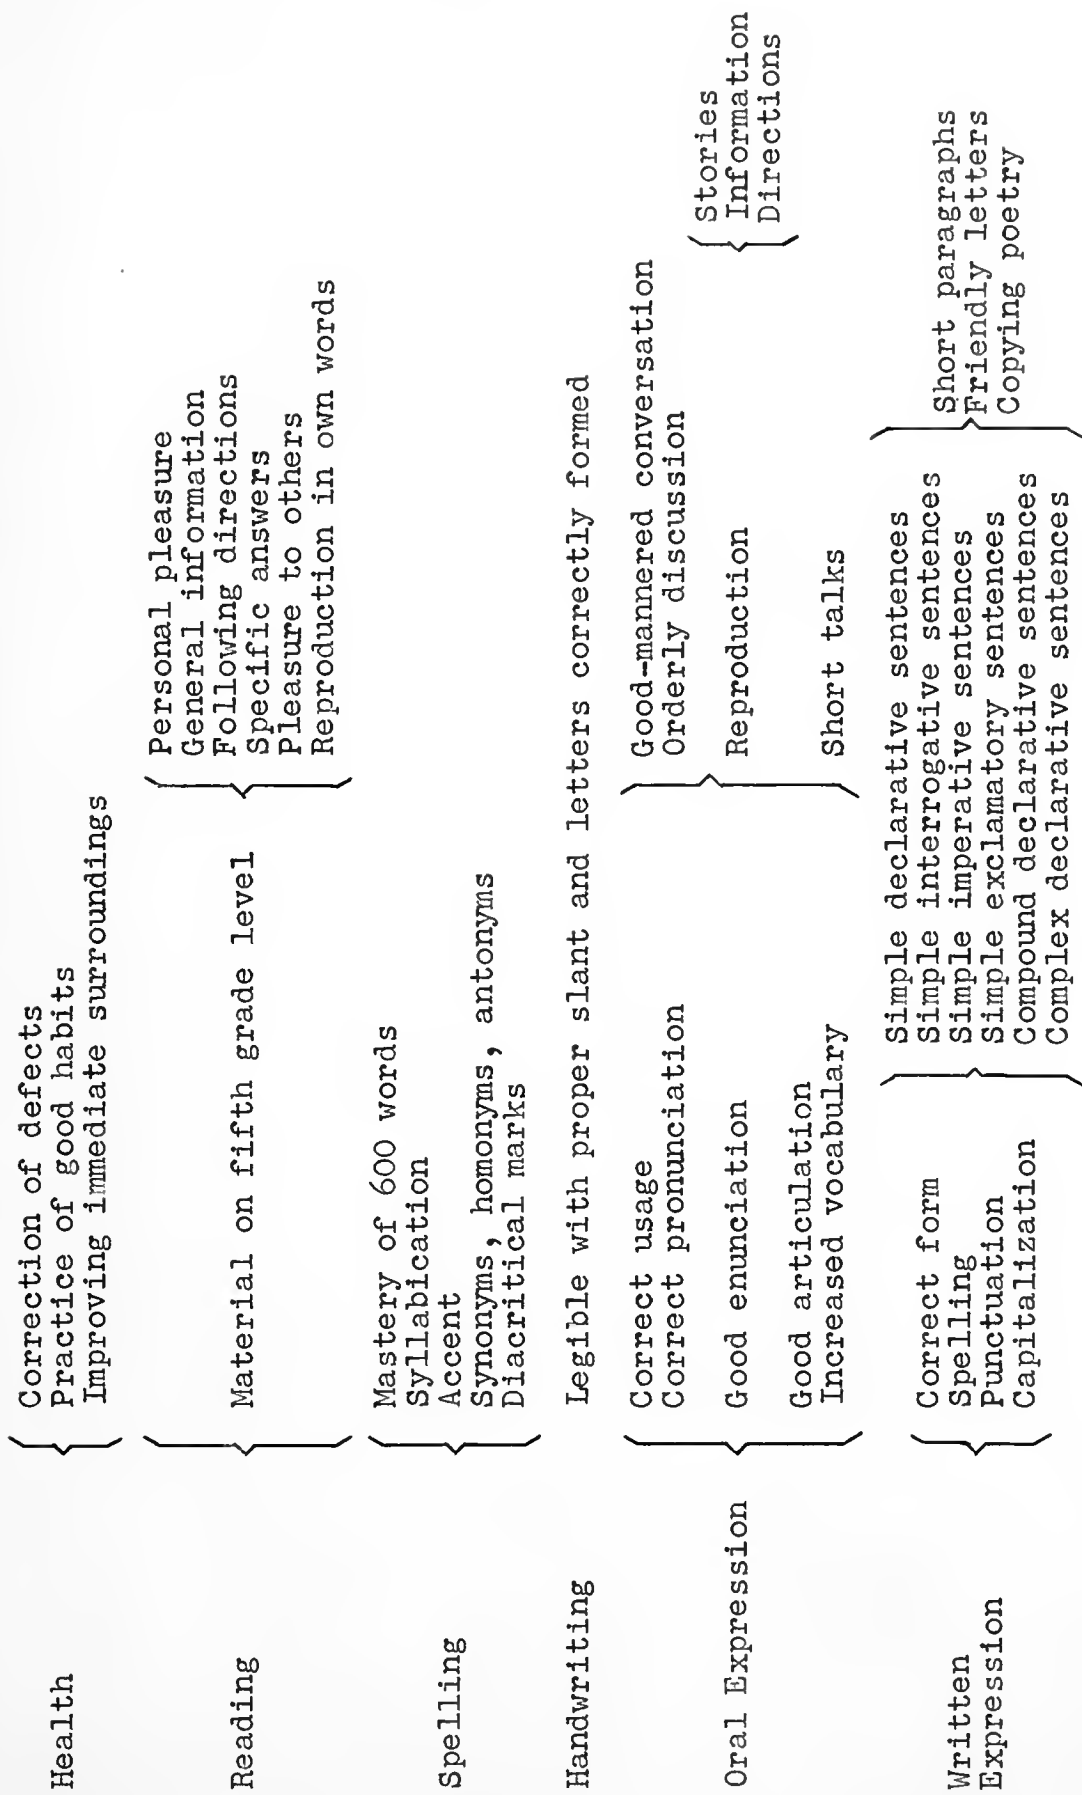 Health
Correction of defects
Practice of good habits
Improving immediate surroundings
Reading
Material on fifth grade level
Personal pleasure
General information
Following directions
Specific answers
Pleasure to others
Reproduction in own words
Spelling
Mastery of 600 words
Syllabication
Accent
Synonyms, homonyms, antonyms
Diacritical marks
Handwriting
Legible with proper slant and letters correctly formed
Oral Expression
Correct usage
Correct pronunciation
Good enunciation
Good articulation
Increased vocabulary
Good-mannered conversation
Orderly discussion
Reproduction
Short talks
Stories
Information
Directions
Written
Expression
Correct form
Spelling
Punctuation
Capitalization
Simple declarative sentences
Simple interrogative sentences
Simple imperative sentences
Simple exclamatory sentences
Compound declarative sentences
Complex declarative sentences
Short paragraphs
Friendly letters
Copying poetry